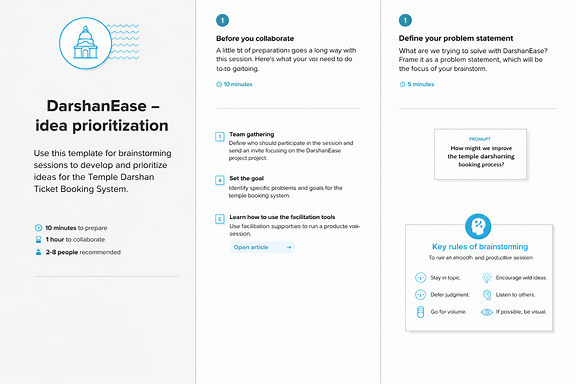 DarshanEase –
idea prioritization
Use this template for brainstorming
sessions to develop and prioritize
ideas for the Temple Darshan
Ticket Booking System.
10 minutes to prepare
1 hour to collaborate
2-8 people recommended
1
Before you collaborate
A little bt of preparations goes a long way with
this session. Here's what your voi need to do
to-to gortoing.
10 minutes
1
Team gathering
Define who should participate in the session and
send an invite focusing on the DarshanEase
project project.
Set the goal
Identify specific problems and goals for the
temple booking system.
C
Learn how to use the facilitation tools
Use facilitation supportieo to run a producte voe-
session.
Open article →
1
Define your problem statement
What are we trying to solve with DarshanEase?
Frame it as a problem statement, which will be
the focus of your brainstorm.
5 minutes
How might we improve
the temple darsharring
booking process?
Key rules of brainstorming
To run an smooth and productive session
Stay in topic.
Encourage wild ideas.
Defer judgment.
Listen to others.
Go for volume.
If possible, be visual.